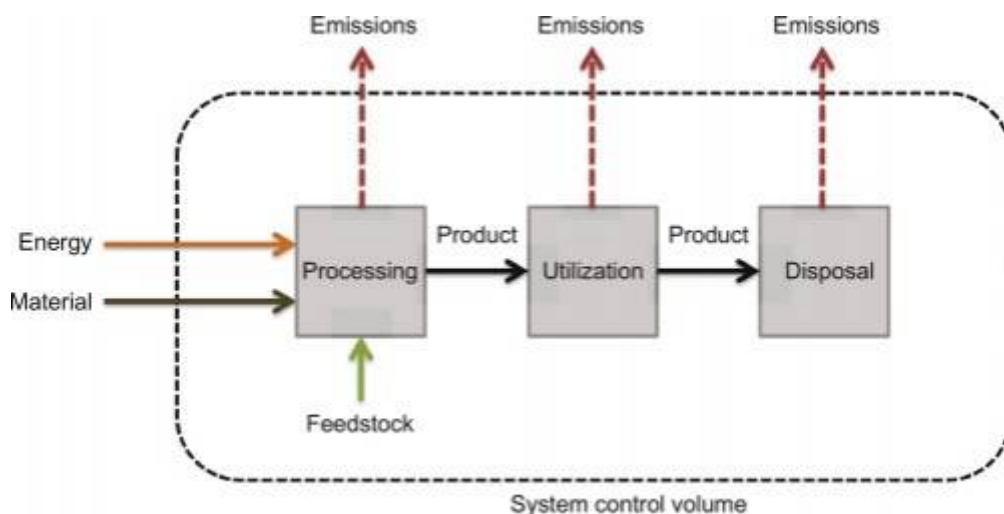 Emissions
Emissions
Emissions
Energy
Material
Processing
Product
Utilization
Product
Disposal
Feedstock
System control volume